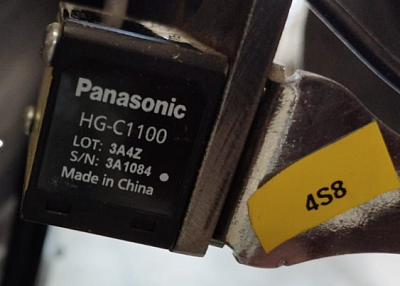 Panasonic
HG-C1100
LOT: 3A4Z
S/N: 3A1084
Made in China
4S8